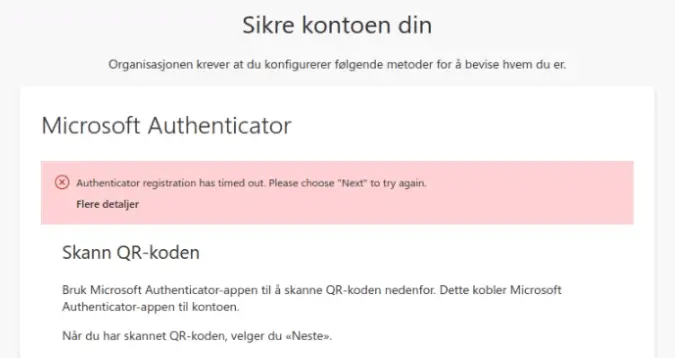 Sikre kontoen din
Organisasjonen krever at du konfigurerer følgende metoder for å bevise hvem du er.
Microsoft Authenticator
Authenticator registration has timed out. Please choose "Next" to try again.
Flere detaljer
Skann QR-koden
Bruk Microsoft Authenticator-appen til å skanne QR-koden nedenfor. Dette kobler Microsoft
Authenticator-appen til kontoen.
Når du har skannet QR-koden, velger du «Neste».